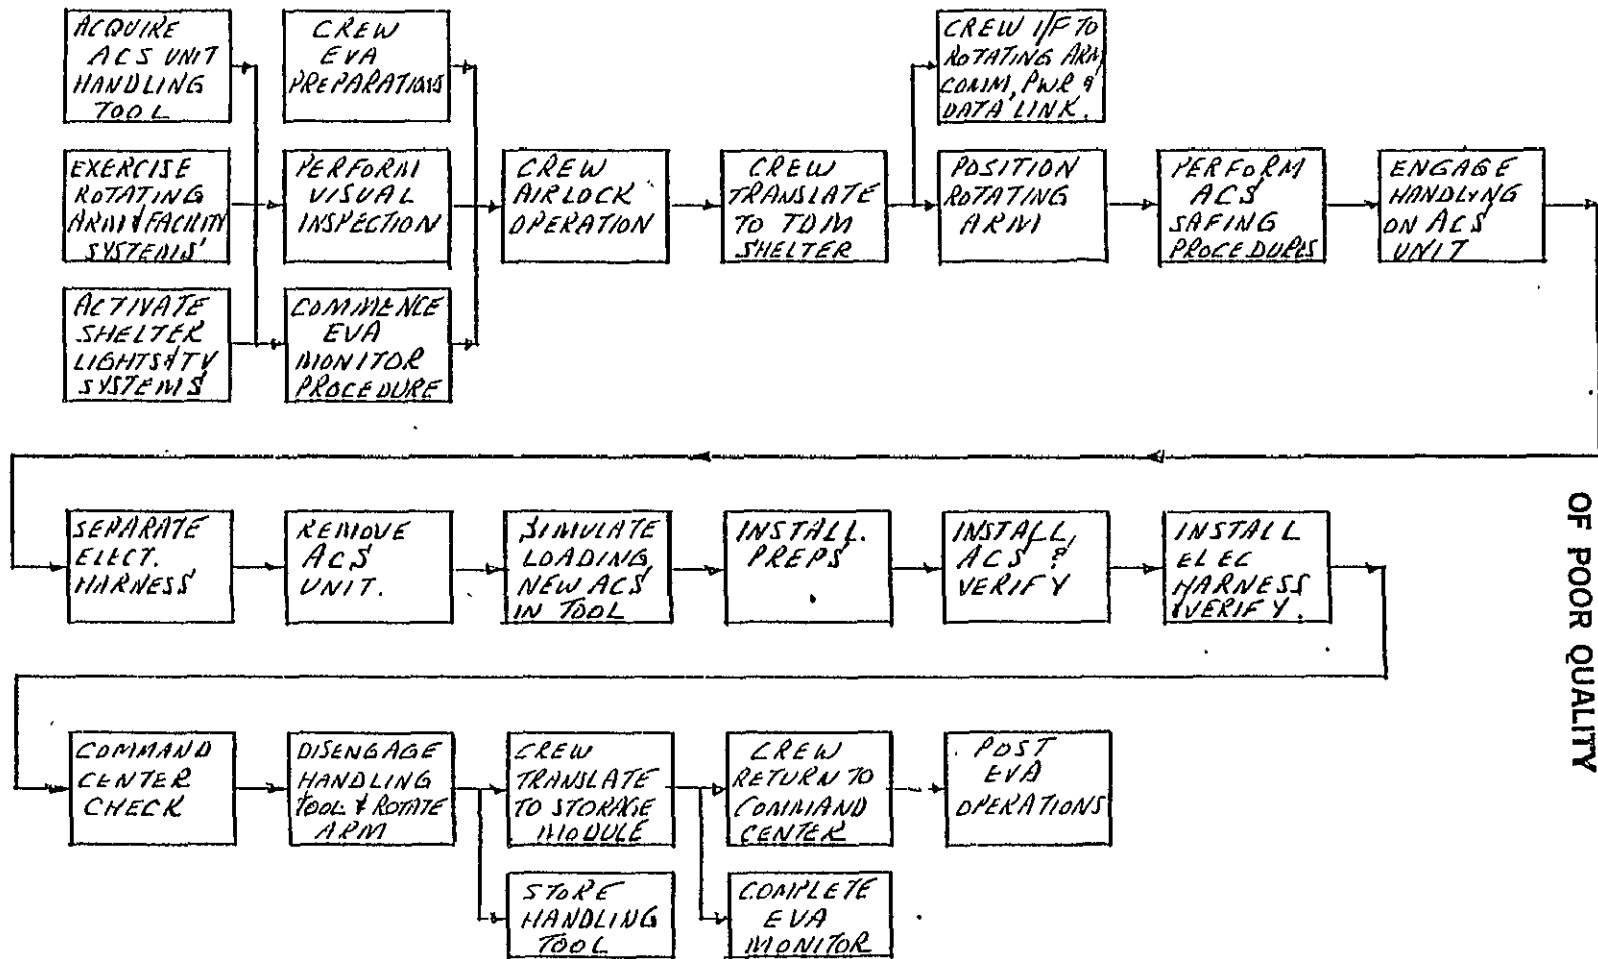 ACQUIRE
ACS UNIT
HANDLING
TOOL
CREW
EVA
PREPARATIONS
CREW I/F TO
ROTATING ARM,
COMM, PWR &
DATA LINK.
EXERCISE
ROTATING
ARM & FACILITY
SYSTEMS
PERFORM
VISUAL
INSPECTION
CREW
AIRLOCK
OPERATION
CREW
TRANSLATE
TO TDM
SHELTER
POSITION
ROTATING
ARM
PERFORM
ACS
SAFING
PROCEDURES
ENGAGE
HANDLYNG
ON ACS
UNIT
ACTIVATE
SHELTER
LIGHTS & TV
SYSTEMS
COMMENCE
EVA
MONITOR
PROCEDURE
SEPARATE
ELECT.
HARNESS
REMOVE
ACS
UNIT.
SIMULATE
LOADING
NEW ACS
IN TOOL
INSTALL.
PREPS
INSTALL,
ACS &
VERIFY
INSTALL
ELEC
HARNESS
& VERIFY.
COMMAND
CENTER
CHECK
DISENGAGE
HANDLING
TOOL & ROTATE
ARM
CREW
TRANSLATE
TO STORAGE
MODULE
CREW
RETURN TO
COMMAND
CENTER
POST
EVA
OPERATIONS
STORE
HANDLING
TOOL
COMPLETE
EVA
MONITOR
OF POOR QUALITY